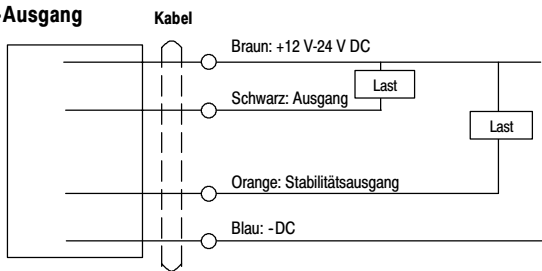 -Ausgang
Kabel
Braun: +12 V-24 V DC
Last
Schwarz: Ausgang
Last
Orange: Stabilitätsausgang
Blau: -DC